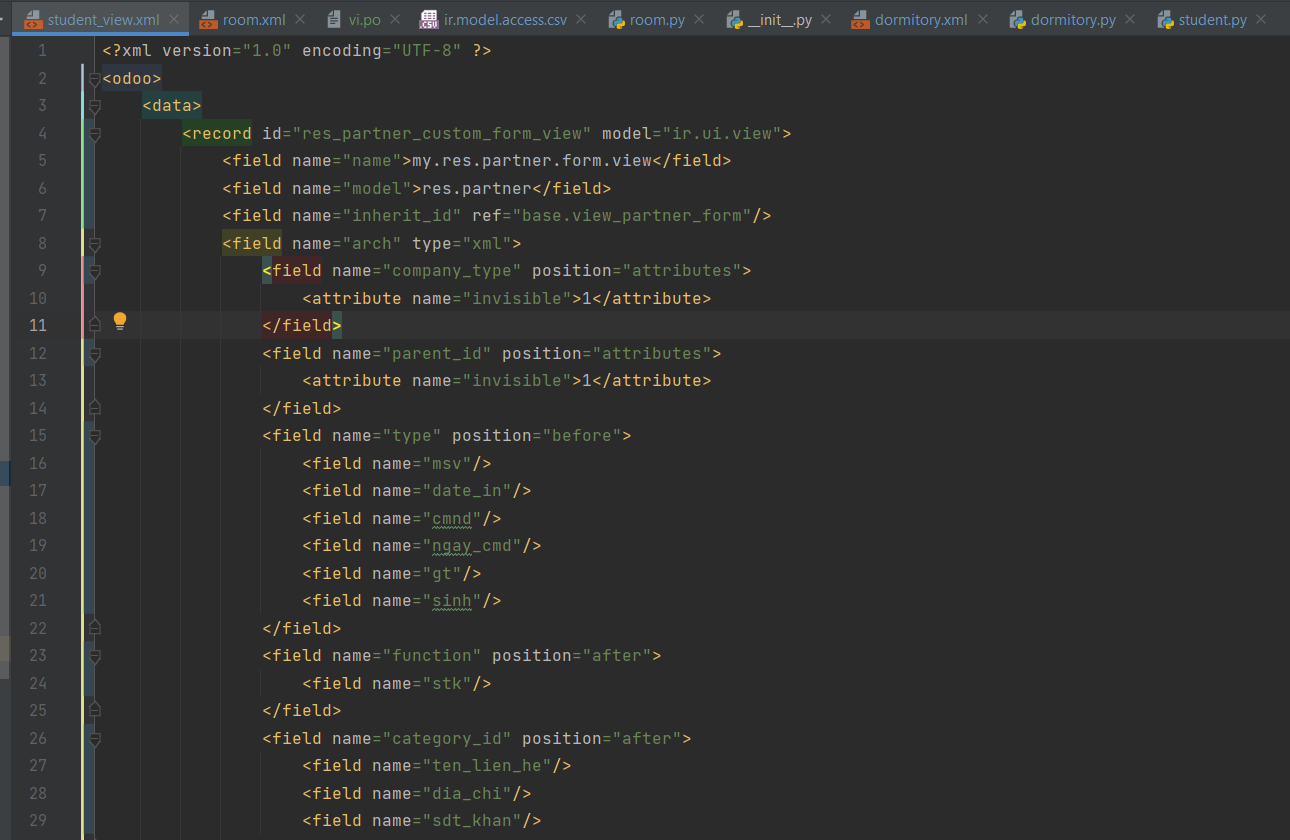 student_view.xml room.xml vi.po ir.model.access.csv room.py __init__.py dormitory.xml dormitory.py student.py
1 <?xml version="1.0" encoding="UTF-8" ?>
2 <odoo>
3 <data>
4 <record id="res_partner_custom_form_view" model="ir.ui.view">
5 <field name="name">my.res.partner.form.view</field>
6 <field name="model">res.partner</field>
7 <field name="inherit_id" ref="base.view_partner_form"/>
8 <field name="arch" type="xml">
9 <field name="company_type" position="attributes">
10 <attribute name="invisible">1</attribute>
11 </field>
12 <field name="parent_id" position="attributes">
13 <attribute name="invisible">1</attribute>
14 </field>
15 <field name="type" position="before">
16 <field name="msv"/>
17 <field name="date_in"/>
18 <field name="cmnd"/>
19 <field name="ngay_cmd"/>
20 <field name="gt"/>
21 <field name="sinh"/>
22 </field>
23 <field name="function" position="after">
24 <field name="stk"/>
25 </field>
26 <field name="category_id" position="after">
27 <field name="ten_lien_he"/>
28 <field name="dia_chi"/>
29 <field name="sdt_khan"/>